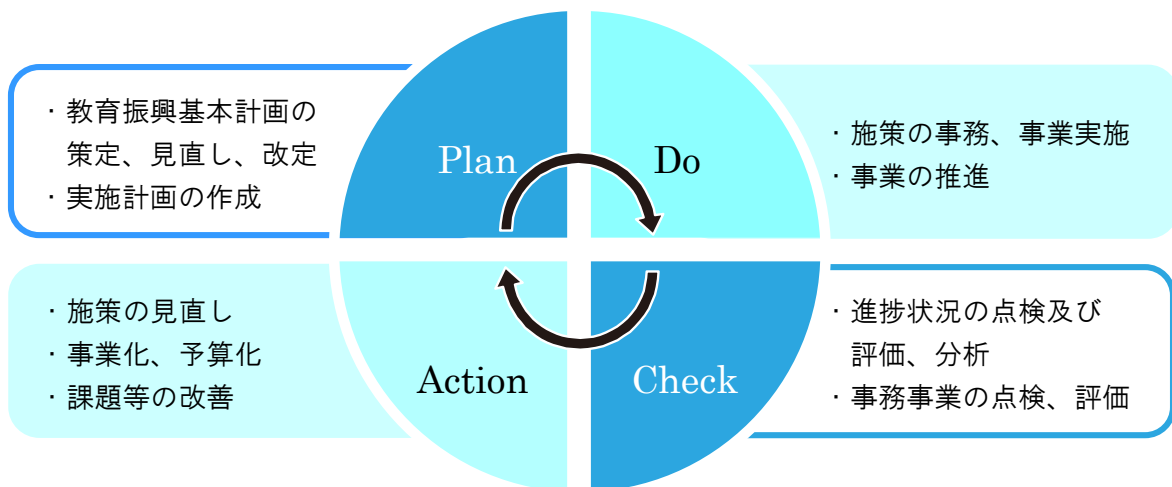 ・教育振興基本計画の
策定、見直し、改定
・実施計画の作成
Plan
Do
・施策の事務、事業実施
・事業の推進
・施策の見直し
・事業化、予算化
・課題等の改善
Action
Check
・進捗状況の点検及び
評価、分析
・事務事業の点検、評価